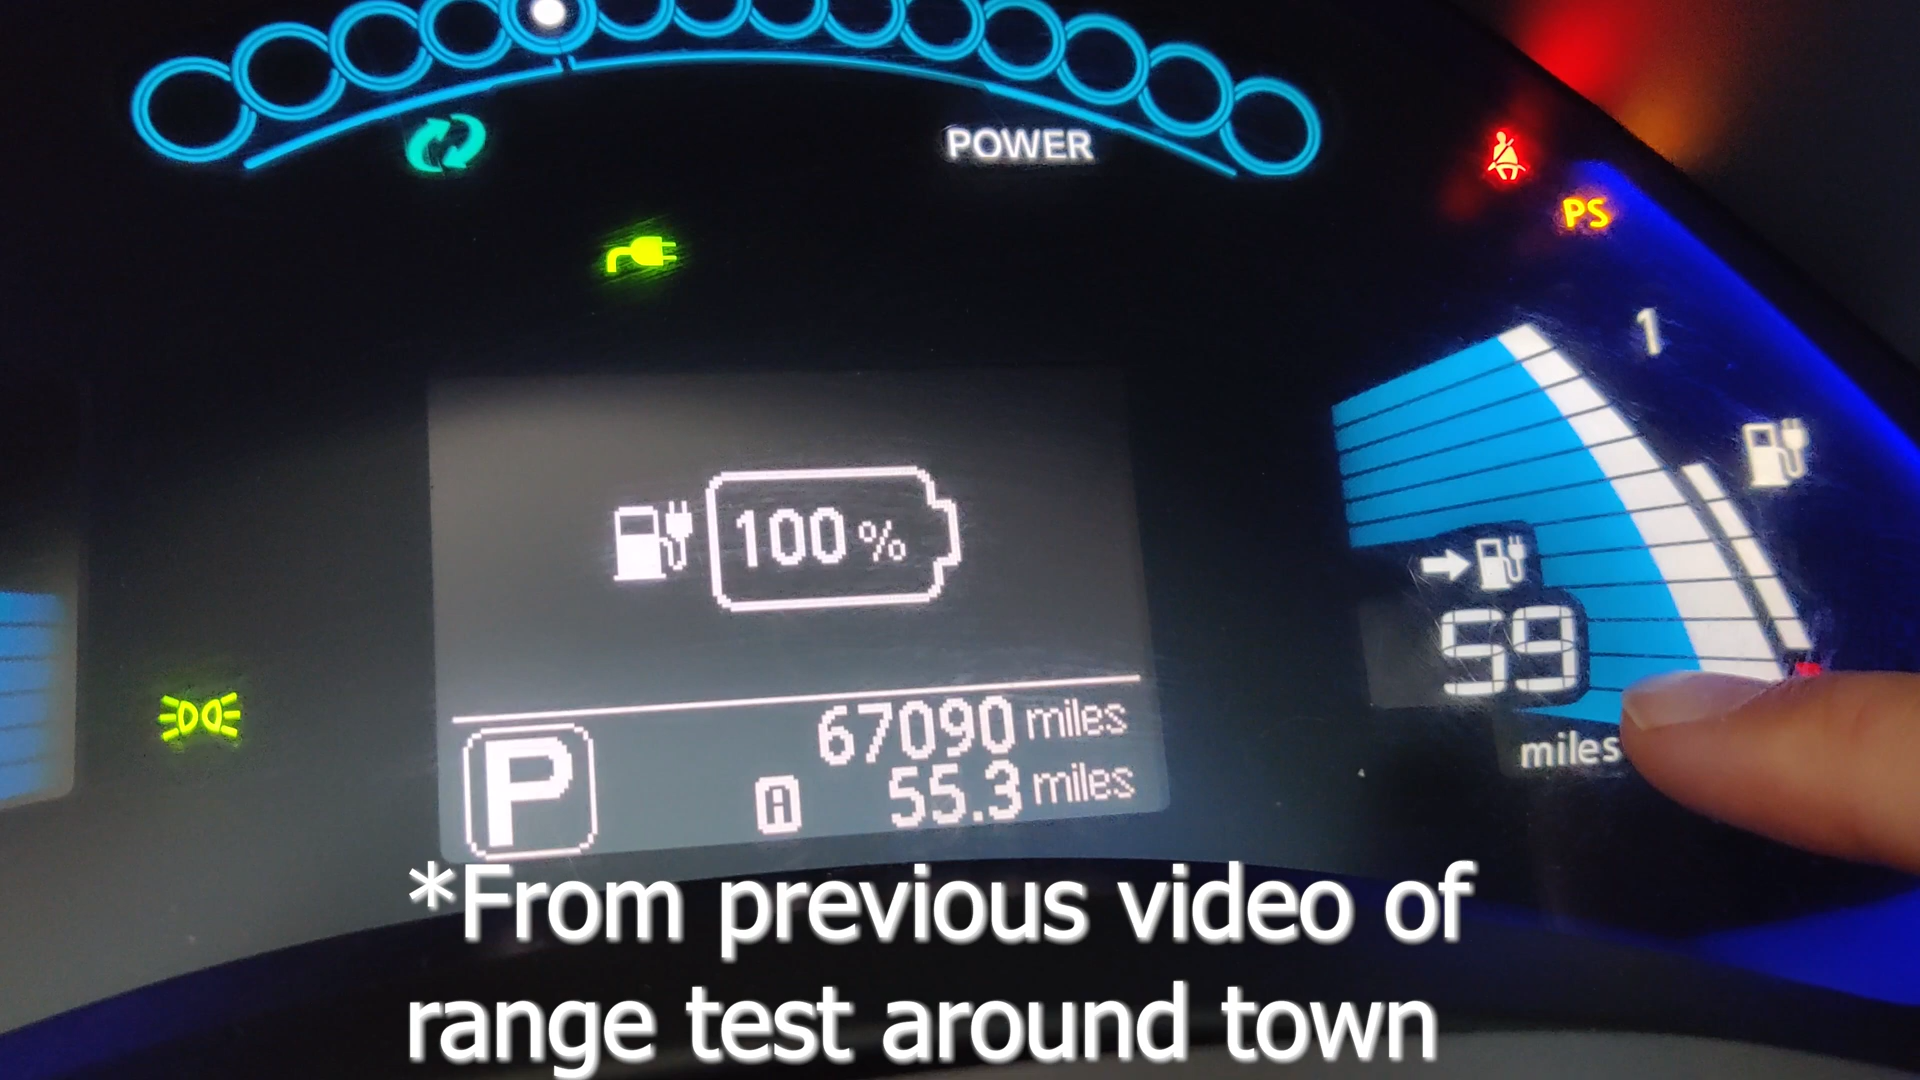 POWER
PS
1
100 %
59
miles
67090 miles
P
A 55.3 miles
*From previous video of
range test around town